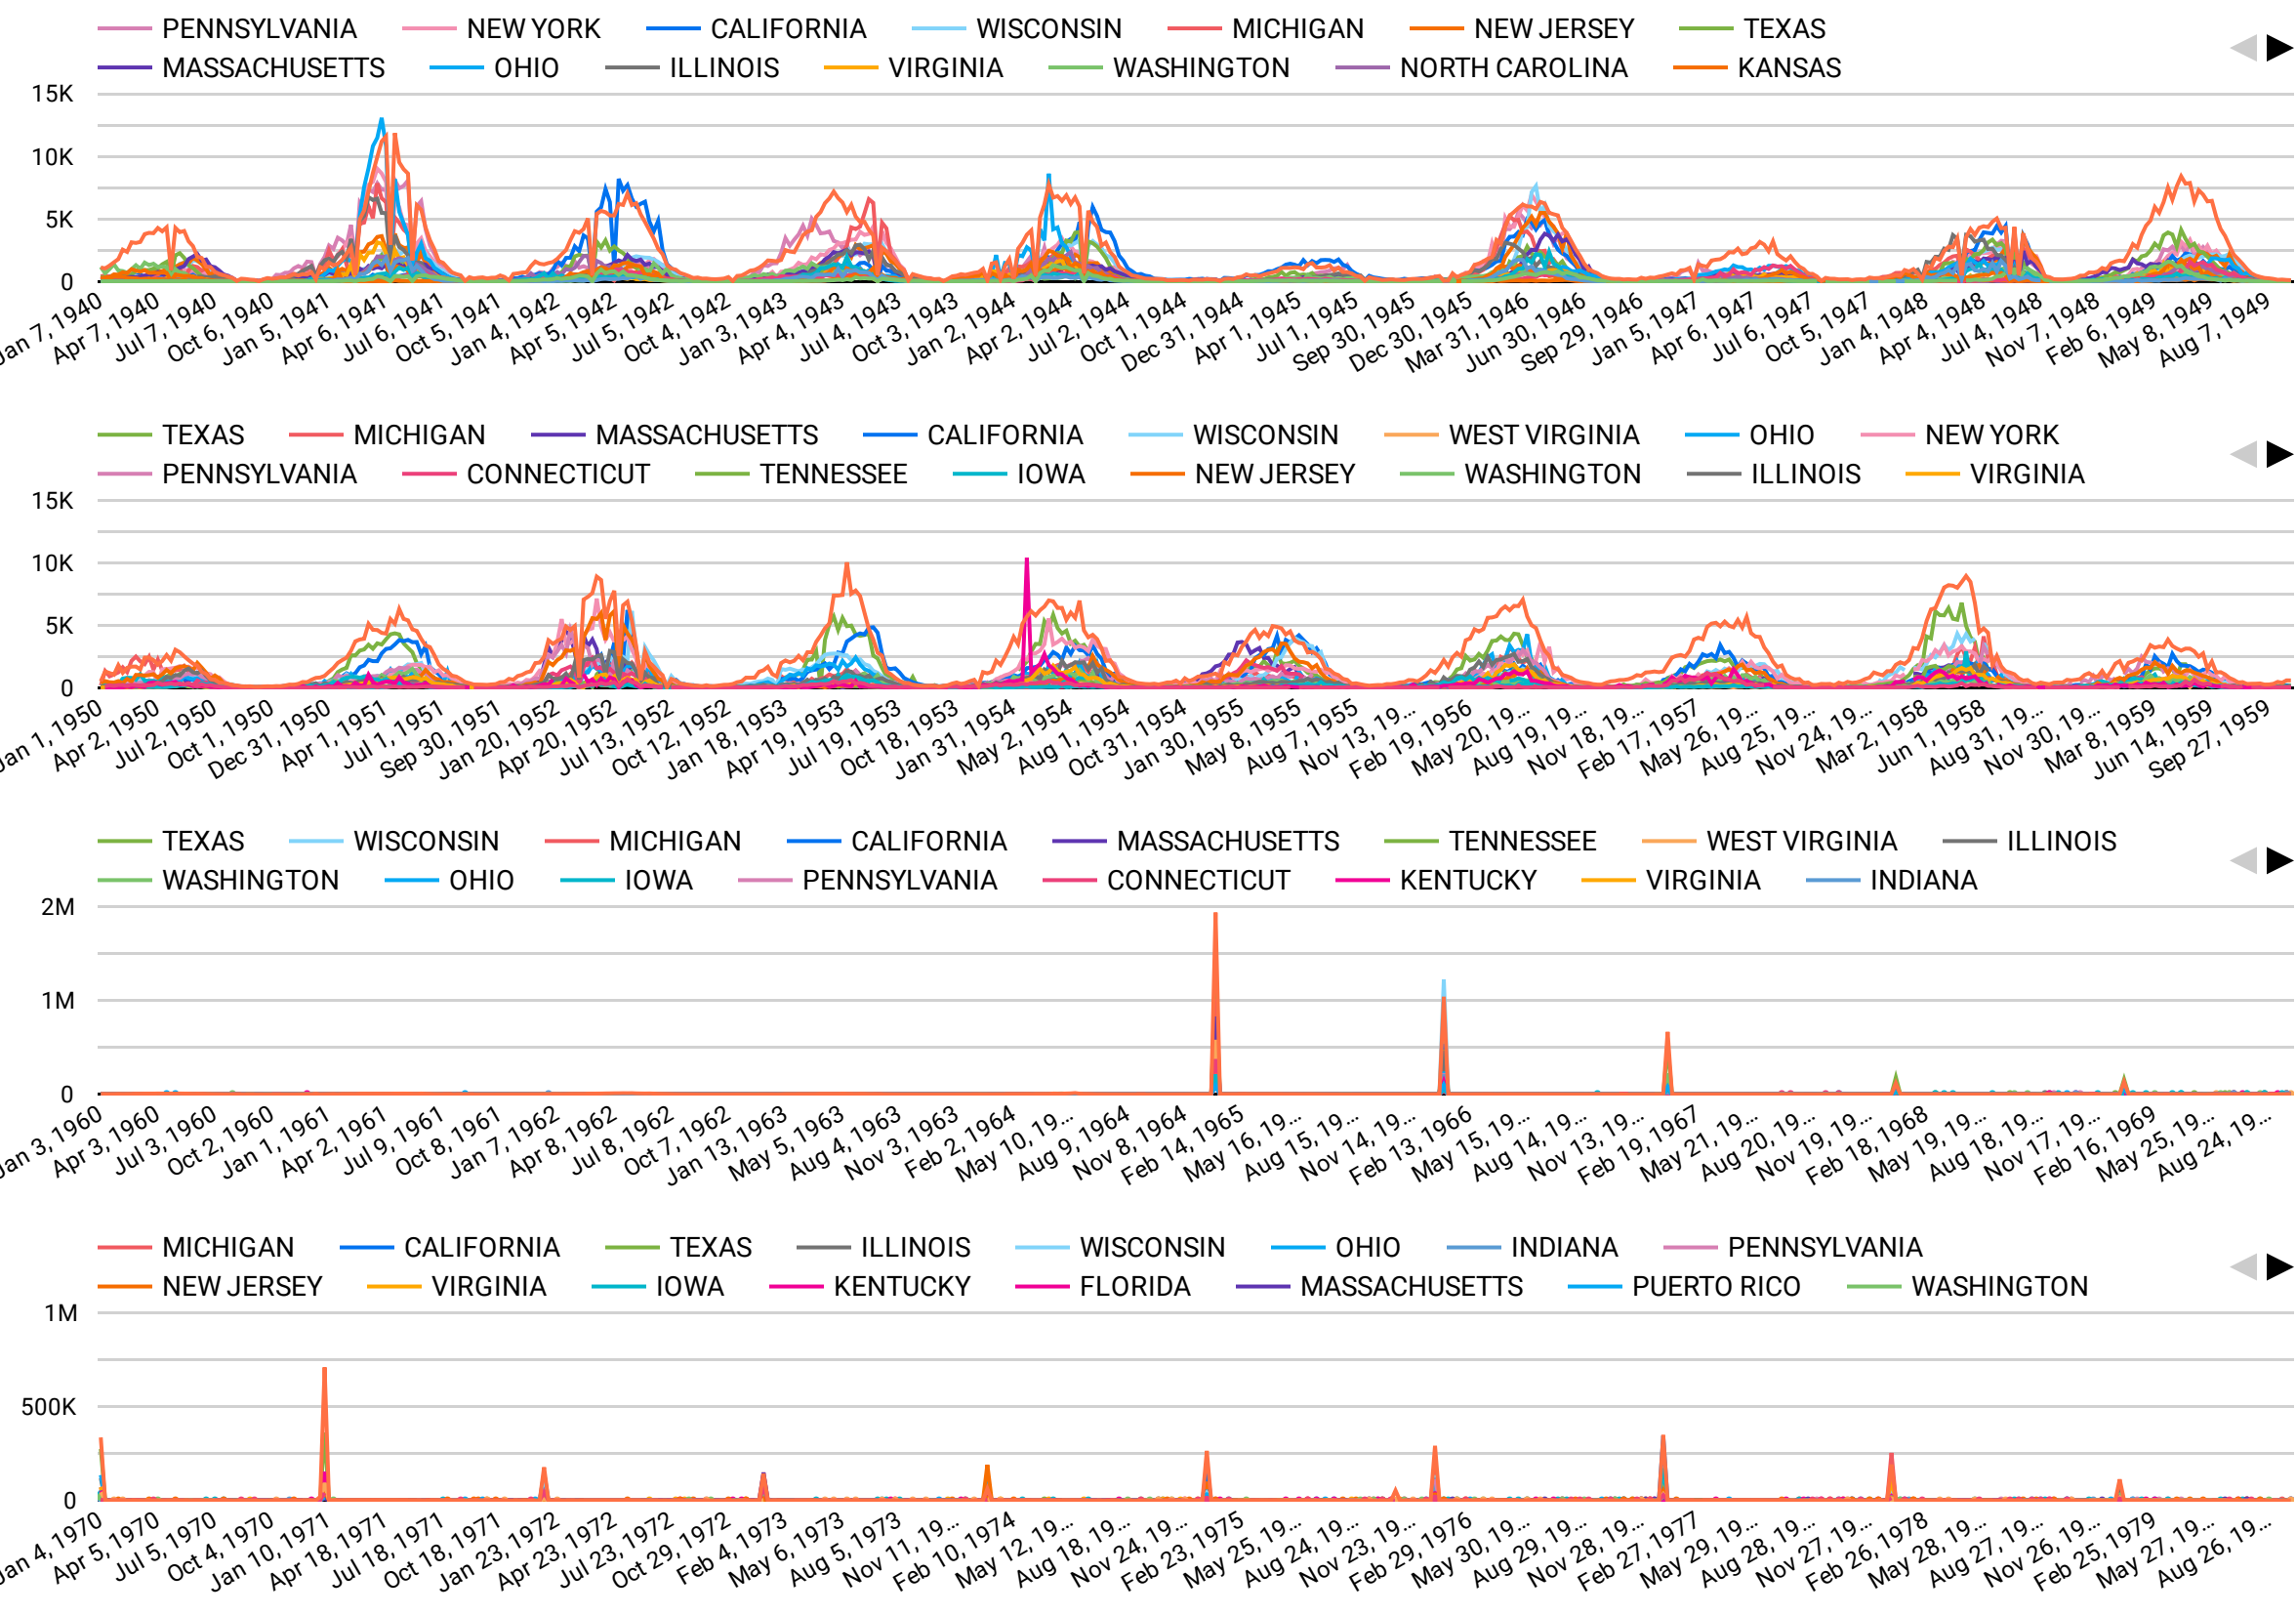 PENNSYLVANIA NEW YORK CALIFORNIA WISCONSIN MICHIGAN NEW JERSEY TEXAS
MASSACHUSETTS OHIO ILLINOIS VIRGINIA WASHINGTON NORTH CAROLINA KANSAS
15K
10K
5K
0
Jan 7, 1940 Apr 7, 1940 Jul 7, 1940 Oct 6, 1940 Jan 5, 1941 Apr 6, 1941 Jul 6, 1941 Oct 5, 1941 Jan 4, 1942 Apr 5, 1942 Jul 5, 1942 Oct 4, 1942 Jan 3, 1943 Apr 4, 1943 Jul 4, 1943 Oct 3, 1943 Jan 2, 1944 Apr 2, 1944 Jul 2, 1944 Oct 1, 1944 Dec 31, 1944 Apr 1, 1945 Jul 1, 1945 Sep 30, 1945 Dec 30, 1945 Mar 31, 1946 Jun 30, 1946 Sep 29, 1946 Jan 5, 1947 Apr 6, 1947 Jul 6, 1947 Oct 5, 1947 Jan 4, 1948 Apr 4, 1948 Jul 4, 1948 Nov 7, 1948 Feb 6, 1949 May 8, 1949 Aug 7, 1949
TEXAS MICHIGAN MASSACHUSETTS CALIFORNIA WISCONSIN WEST VIRGINIA OHIO NEW YORK
PENNSYLVANIA CONNECTICUT TENNESSEE IOWA NEW JERSEY WASHINGTON ILLINOIS VIRGINIA
15K
10K
5K
0
Jan 1, 1950 Apr 2, 1950 Jul 2, 1950 Oct 1, 1950 Dec 31, 1950 Apr 1, 1951 Jul 1, 1951 Sep 30, 1951 Jan 20, 1952 Apr 20, 1952 Jul 13, 1952 Oct 12, 1952 Jan 18, 1953 Apr 19, 1953 Jul 19, 1953 Oct 18, 1953 Jan 31, 1954 May 2, 1954 Aug 1, 1954 Oct 31, 1954 Jan 30, 1955 May 8, 1955 Aug 7, 1955 Nov 13, 19... Feb 19, 1956 May 20, 19... Aug 19, 19... Nov 18, 19... Feb 17, 1957 May 26, 19... Aug 25, 19... Nov 24, 19... Mar 2, 1958 Jun 1, 1958 Aug 31, 19... Nov 30, 19... Mar 8, 1959 Jun 14, 1959 Sep 27, 1959
TEXAS WISCONSIN MICHIGAN CALIFORNIA MASSACHUSETTS TENNESSEE WEST VIRGINIA ILLINOIS
WASHINGTON OHIO IOWA PENNSYLVANIA CONNECTICUT KENTUCKY VIRGINIA INDIANA
2M
1M
0
Jan 3, 1960 Apr 3, 1960 Jul 3, 1960 Oct 2, 1960 Jan 1, 1961 Apr 2, 1961 Jul 9, 1961 Oct 8, 1961 Jan 7, 1962 Apr 8, 1962 Jul 8, 1962 Oct 7, 1962 Jan 13, 1963 May 5, 1963 Aug 4, 1963 Nov 3, 1963 Feb 2, 1964 May 10, 19... Aug 9, 1964 Nov 8, 1964 Feb 14, 1965 May 16, 19... Aug 15, 19... Nov 14, 19... Feb 13, 1966 May 15, 19... Aug 14, 19... Nov 13, 19... Feb 19, 1967 May 21, 19... Aug 20, 19... Nov 19, 19... Feb 18, 1968 May 19, 19... Aug 18, 19... Nov 17, 19... Feb 16, 1969 May 25, 19... Aug 24, 19...
MICHIGAN CALIFORNIA TEXAS ILLINOIS WISCONSIN OHIO INDIANA PENNSYLVANIA
NEW JERSEY VIRGINIA IOWA KENTUCKY FLORIDA MASSACHUSETTS PUERTO RICO WASHINGTON
1M
500K
0
Jan 4, 1970 Apr 5, 1970 Jul 5, 1970 Oct 4, 1970 Jan 10, 1971 Apr 18, 1971 Jul 18, 1971 Oct 18, 1971 Jan 23, 1972 Apr 23, 1972 Jul 23, 1972 Oct 29, 1972 Feb 4, 1973 May 6, 1973 Aug 5, 1973 Nov 11, 19... Feb 10, 1974 May 12, 19... Aug 18, 19... Nov 24, 19... Feb 23, 1975 May 25, 19... Aug 24, 19... Nov 23, 19... Feb 29, 1976 May 30, 19... Aug 29, 19... Nov 28, 19... Feb 27, 1977 May 29, 19... Aug 28, 19... Nov 27, 19... Feb 26, 1978 May 28, 19... Aug 27, 19... Nov 26, 19... Feb 25, 1979 May 27, 19... Aug 26, 19...